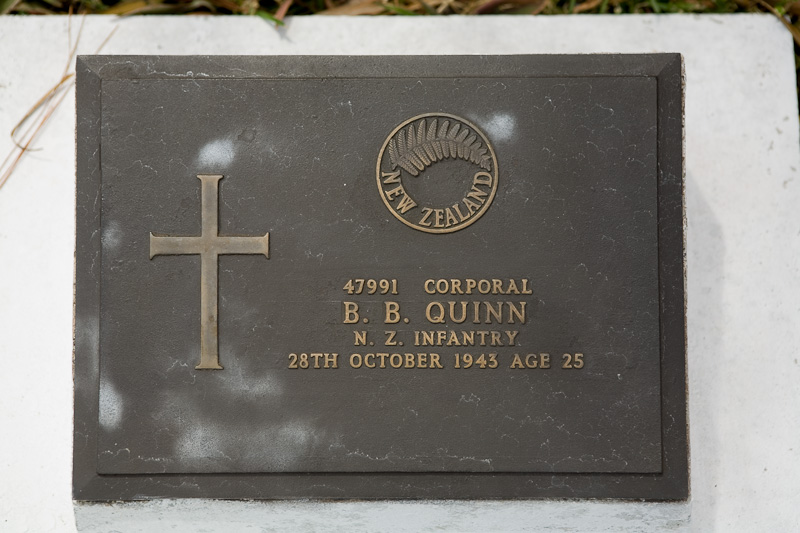 NEW ZEALAND
47991 CORPORAL
B. B. QUINN
N. Z. INFANTRY
28TH OCTOBER 1943 AGE 25